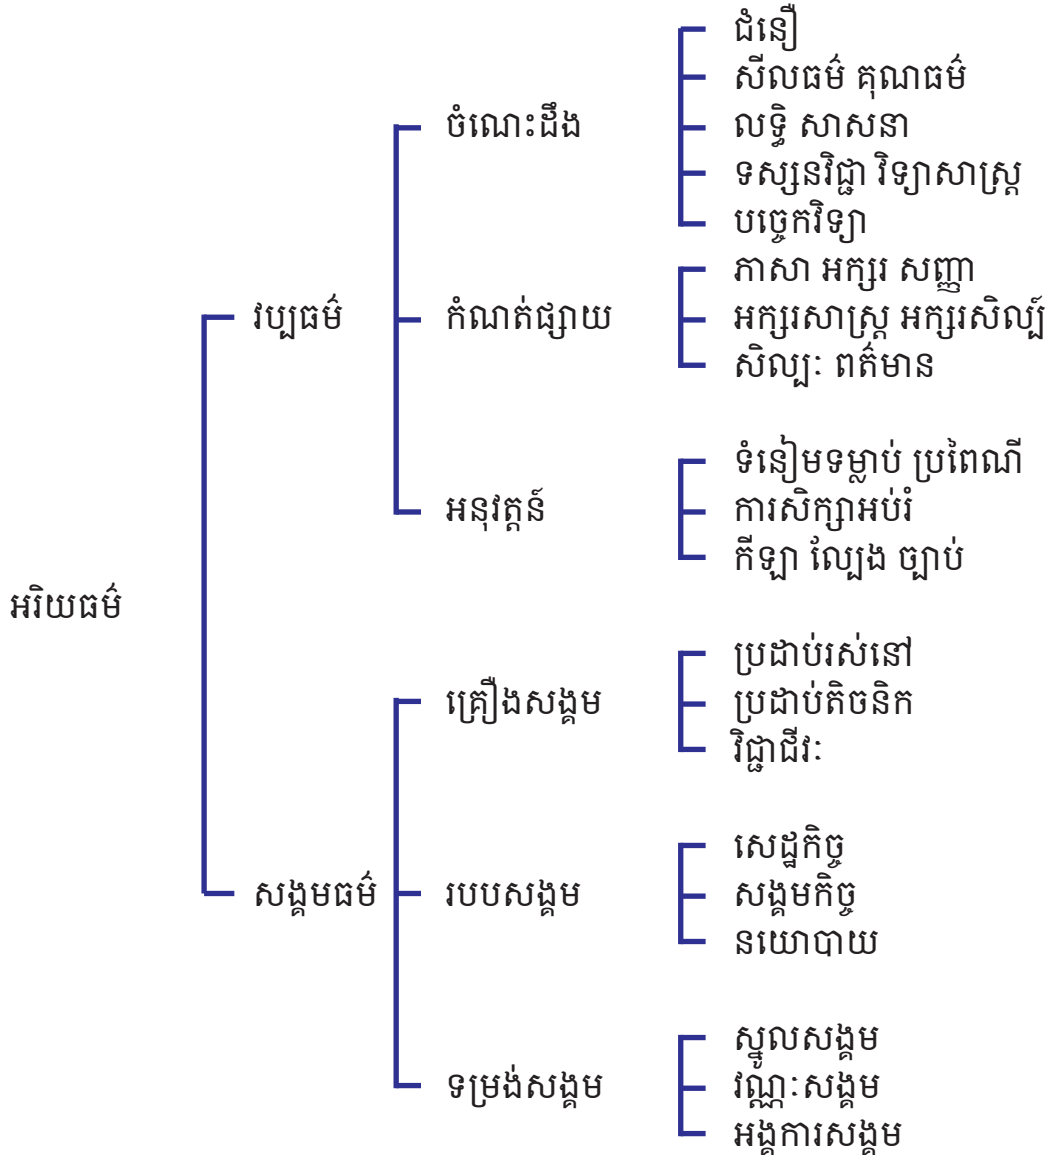 អរិយធម៌
វប្បធម៌
ចំណេះដឹង
ជំនឿ
សីលធម៌ គុណធម៌
លទ្ធិ សាសនា
ទស្សនវិជ្ជា វិទ្យាសាស្ត្រ
បច្ចេកវិទ្យា
កំណត់ផ្សាយ
ភាសា អក្សរ សញ្ញា
អក្សរសាស្ត្រ អក្សរសិល្ប៍
សិល្បៈ ពត៌មាន
អនុវត្តន៍
ទំនៀមទម្លាប់ ប្រពៃណី
ការសិក្សាអប់រំ
កីឡា ល្បែង ច្បាប់
សង្គមធម៌
គ្រឿងសង្គម
ប្រដាប់រស់នៅ
ប្រដាប់តិចនិក
វិជ្ជាជីវៈ
របបសង្គម
សេដ្ឋកិច្ច
សង្គមកិច្ច
នយោបាយ
ទម្រង់សង្គម
ស្នូលសង្គម
វណ្ណៈសង្គម
អង្គការសង្គម